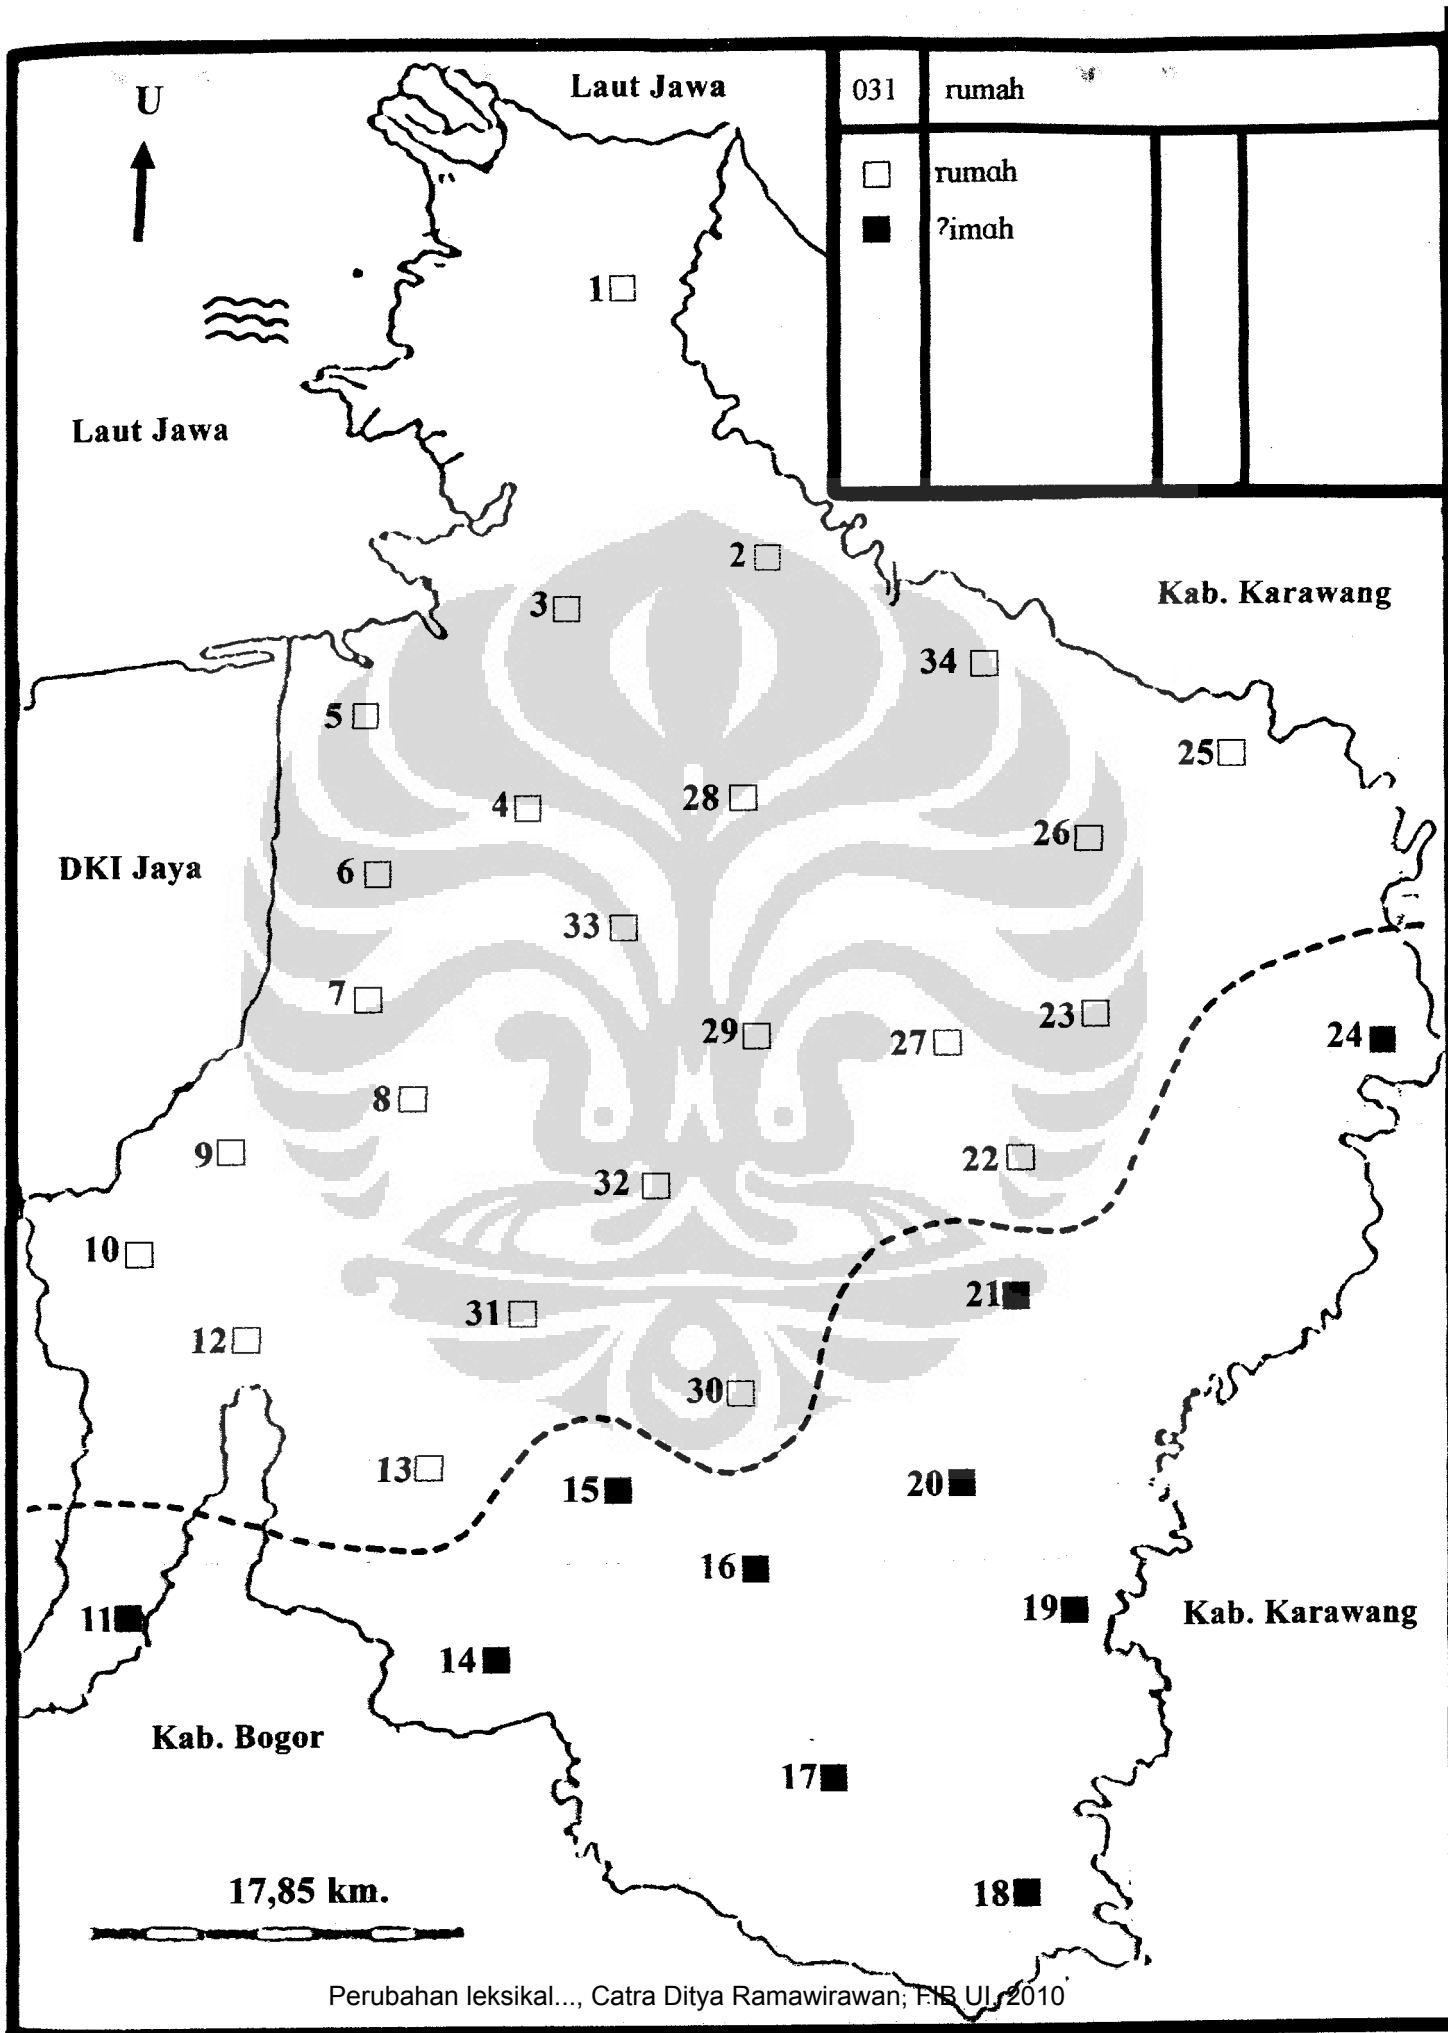 U
Laut Jawa
031 rumah
rumah
?imah
1
Laut Jawa
2
Kab. Karawang
3
34
5
25
28
4
26
DKI Jaya
6
33
7
23
29
24
27
8
9
22
32
10
21
31
12
30
13
20
15
16
19
Kab. Karawang
11
14
Kab. Bogor
17
17,85 km.
18
Perubahan leksikal..., Catra Ditya Ramawirawan; FIB UI, 2010